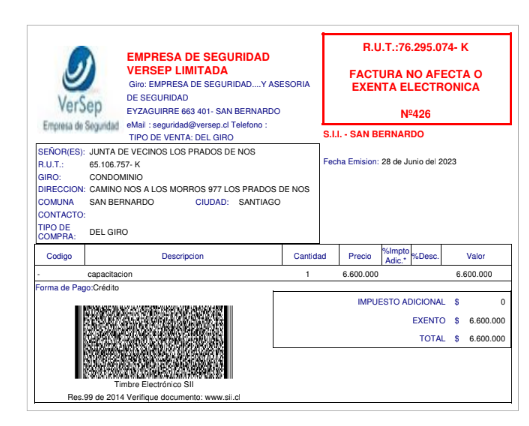 VerSep
Empresa de Seguridad
EMPRESA DE SEGURIDAD
VERSEP LIMITADA
Giro: EMPRESA DE SEGURIDAD....Y ASESORIA
DE SEGURIDAD
EYZAGUIRRE 663 401- SAN BERNARDO
eMail : seguridad@versep.cl Telefono :
TIPO DE VENTA: DEL GIRO
R.U.T.:76.295.074- K
FACTURA NO AFECTA O
EXENTA ELECTRONICA
Nº426
S.I.I. - SAN BERNARDO
Fecha Emision: 28 de Junio del 2023
SEÑOR(ES): JUNTA DE VECINOS LOS PRADOS DE NOS
R.U.T.: 65.106.757- K
GIRO: CONDOMINIO
DIRECCION: CAMINO NOS A LOS MORROS 977 LOS PRADOS DE NOS
COMUNA SAN BERNARDO CIUDAD: SANTIAGO
CONTACTO:
TIPO DE
COMPRA: DEL GIRO
Codigo Descripcion Cantidad Precio %Impto Adic.* %Desc. Valor
- capacitacion 1 6.600.000 6.600.000
Forma de Pago:Crédito
IMPUESTO ADICIONAL $ 0
EXENTO $ 6.600.000
TOTAL $ 6.600.000
Timbre Electrónico SII
Res.99 de 2014 Verifique documento: www.sii.cl